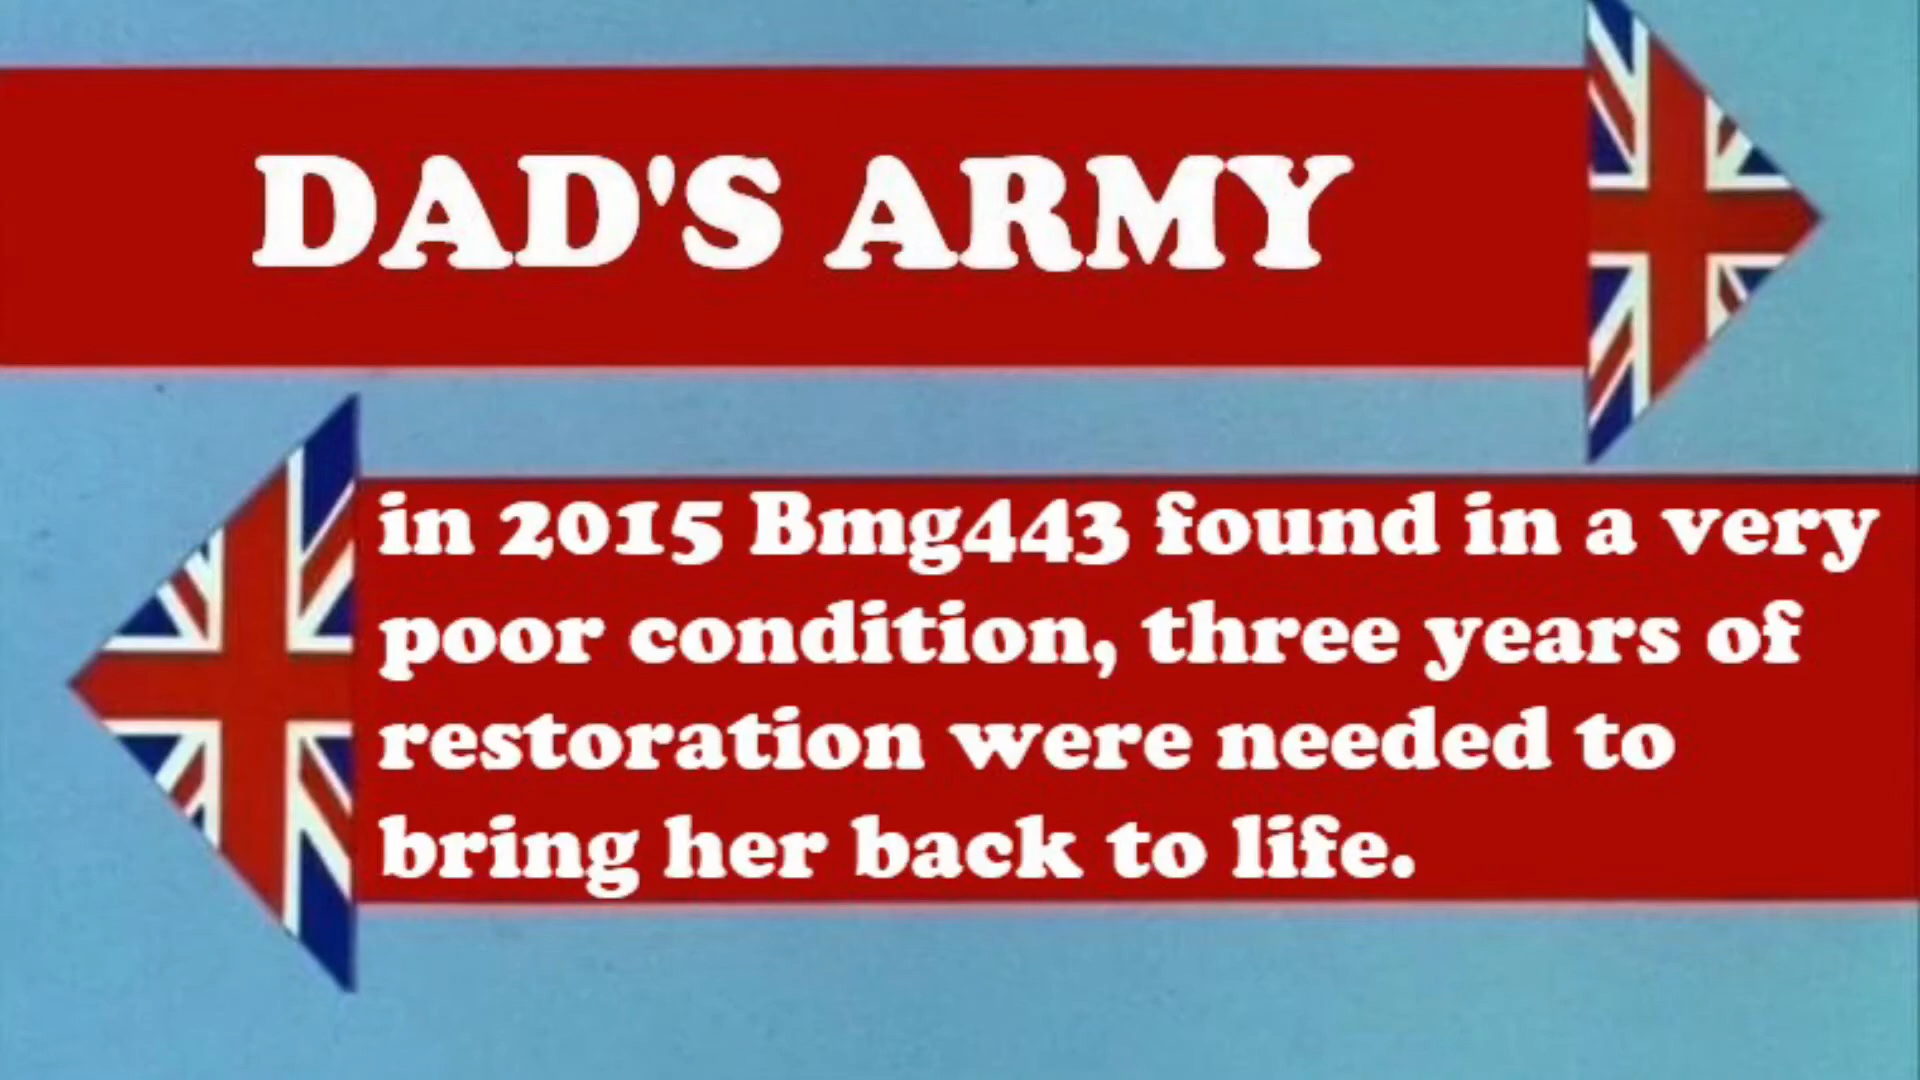 DAD'S ARMY
in 2015 Bmg443 found in a very
poor condition, three years of
restoration were needed to
bring her back to life.